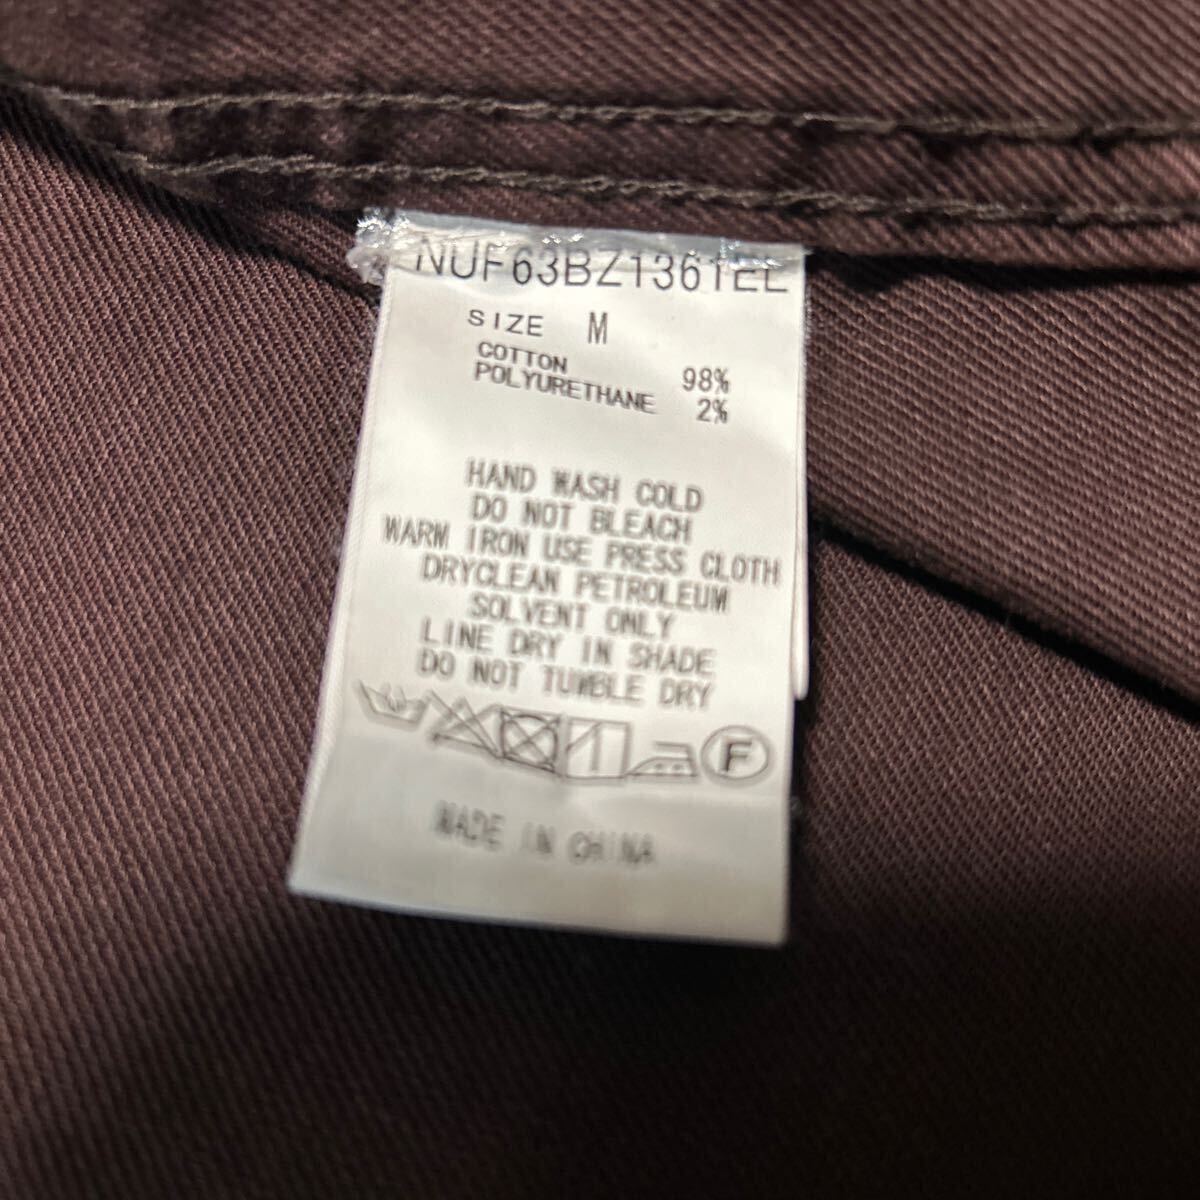 NUF63BZ1361EL
SIZE M
COTTON 98%
POLYURETHANE 2%
HAND WASH COLD
DO NOT BLEACH
WARM IRON USE PRESS CLOTH
DRYCLEAN PETROLEUM
SOLVENT ONLY
LINE DRY IN SHADE
DO NOT TUMBLE DRY
F
MADE IN CHINA